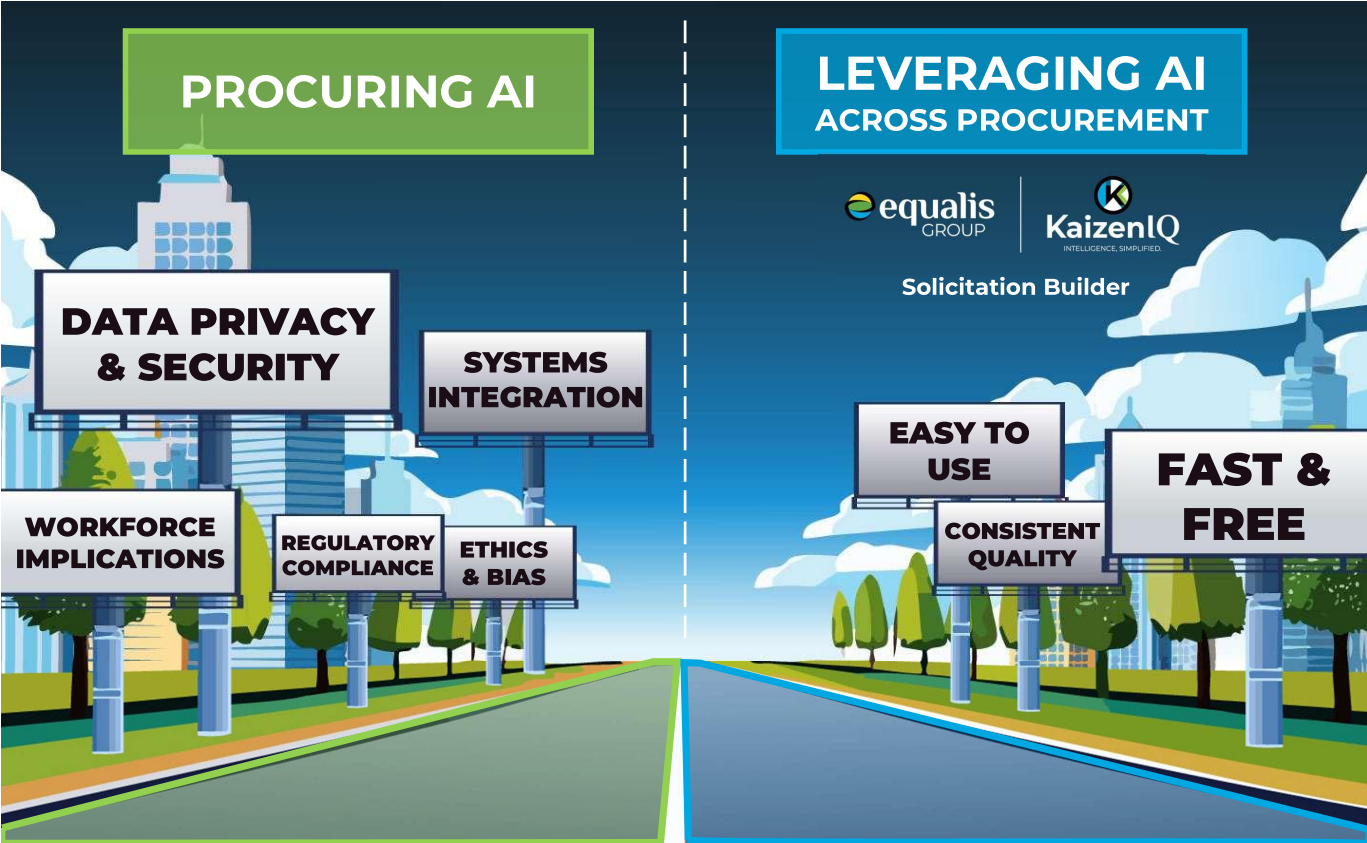 PROCURING AI
DATA PRIVACY
& SECURITY
SYSTEMS
INTEGRATION
WORKFORCE
IMPLICATIONS
REGULATORY
COMPLIANCE
ETHICS
& BIAS
LEVERAGING AI
ACROSS PROCUREMENT
equalis
GROUP
KaizenIQ
INTELLIGENCE, SIMPLIFIED.
Solicitation Builder
EASY TO
USE
FAST &
FREE
CONSISTENT
QUALITY